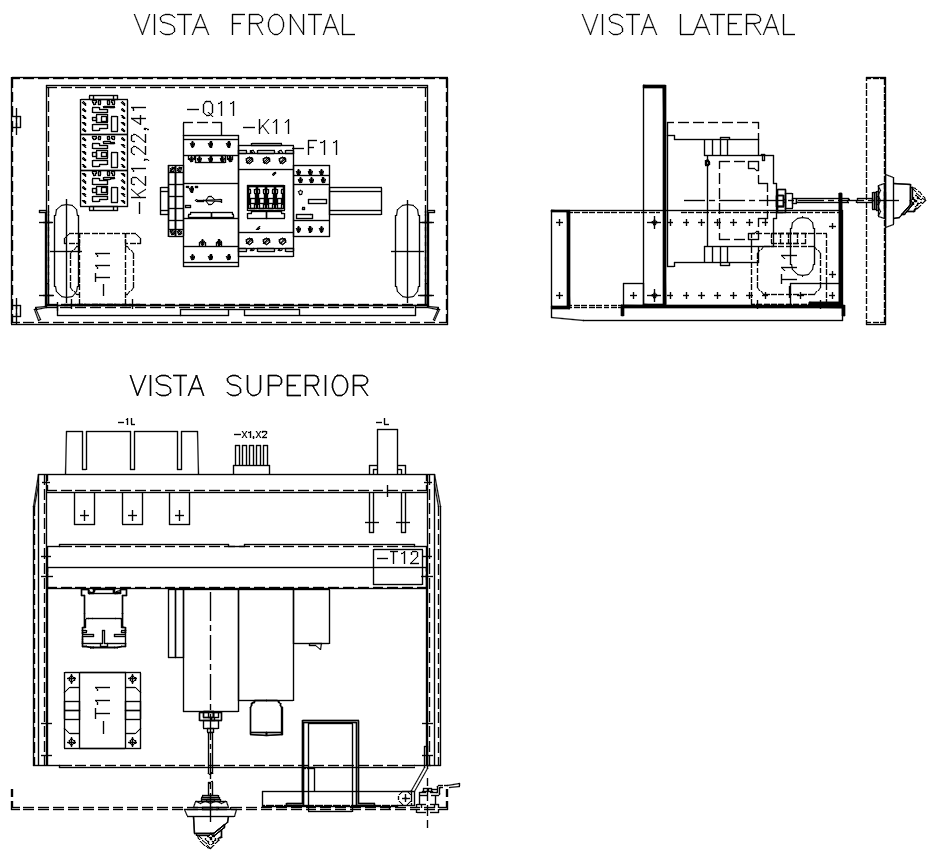 VISTA FRONTAL
VISTA LATERAL
-Q11
-K11
-F11
-K21,22,41
-T11
T11
VISTA SUPERIOR
-1L
-X1,X2
-L
-T12
-T11